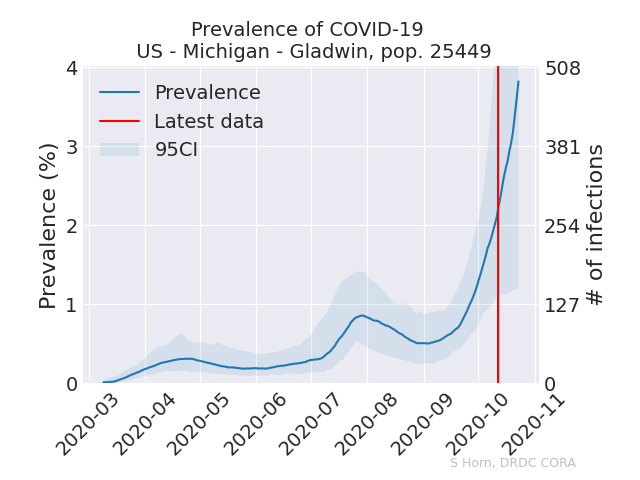 Prevalence of COVID-19
US - Michigan - Gladwin, pop. 25449
Prevalence
Latest data
95CI
Prevalence (%)
4
3
2
1
0
508
381
254
127
0
# of infections
2020-03
2020-04
2020-05
2020-06
2020-07
2020-08
2020-09
2020-10
2020-11
S Horn, DRDC CORA